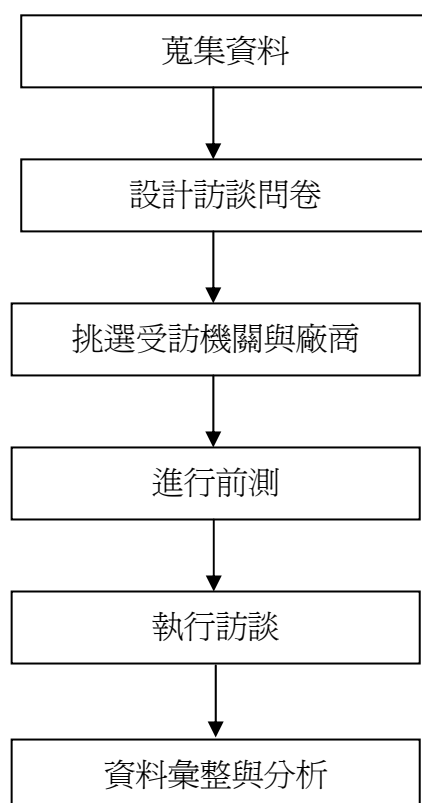 蒐集資料
設計訪談問卷
挑選受訪機關與廠商
進行前測
執行訪談
資料彙整與分析